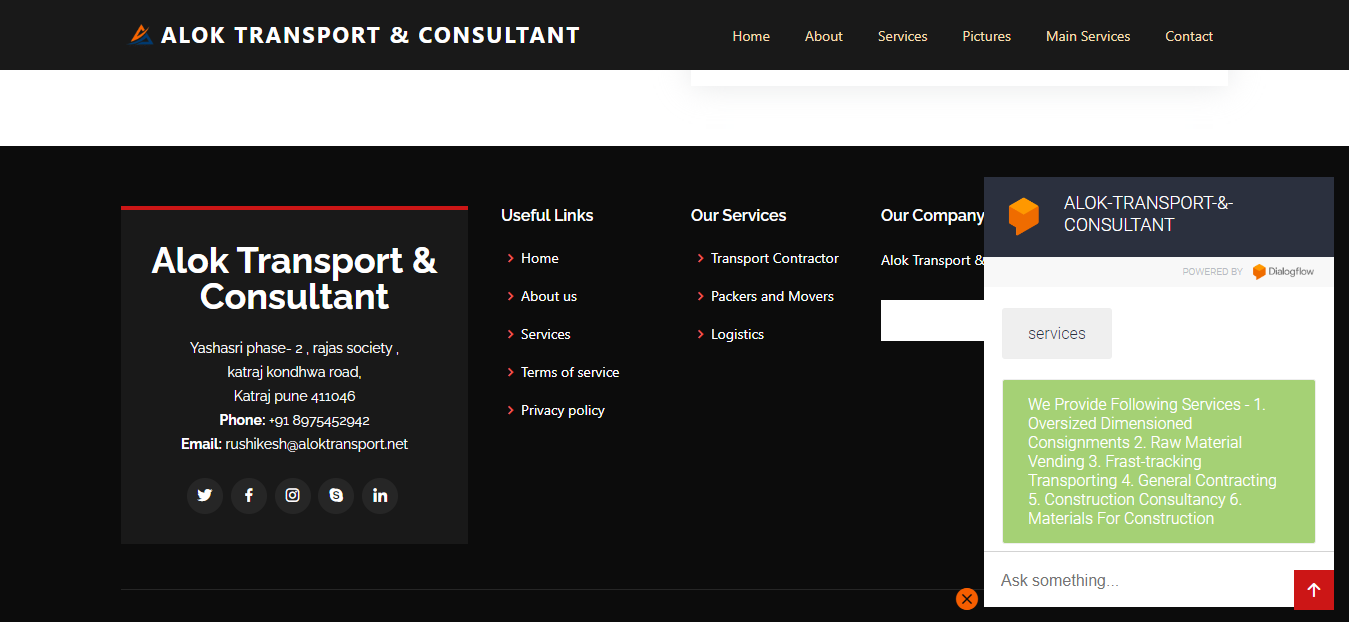 ALOK TRANSPORT & CONSULTANT
Home About Services Pictures Main Services Contact
Alok Transport &
Consultant
Yashasri phase- 2 , rajas society ,
katraj kondhwa road,
Katraj pune 411046
Phone: +91 8975452942
Email: rushikesh@aloktransport.net
Useful Links
Home
About us
Services
Terms of service
Privacy policy
Our Services
Transport Contractor
Packers and Movers
Logistics
Our Company
Alok Transport &
ALOK-TRANSPORT-&-
CONSULTANT
POWERED BY Dialogflow
services
We Provide Following Services - 1.
Oversized Dimensioned
Consignments 2. Raw Material
Vending 3. Frast-tracking
Transporting 4. General Contracting
5. Construction Consultancy 6.
Materials For Construction
Ask something...